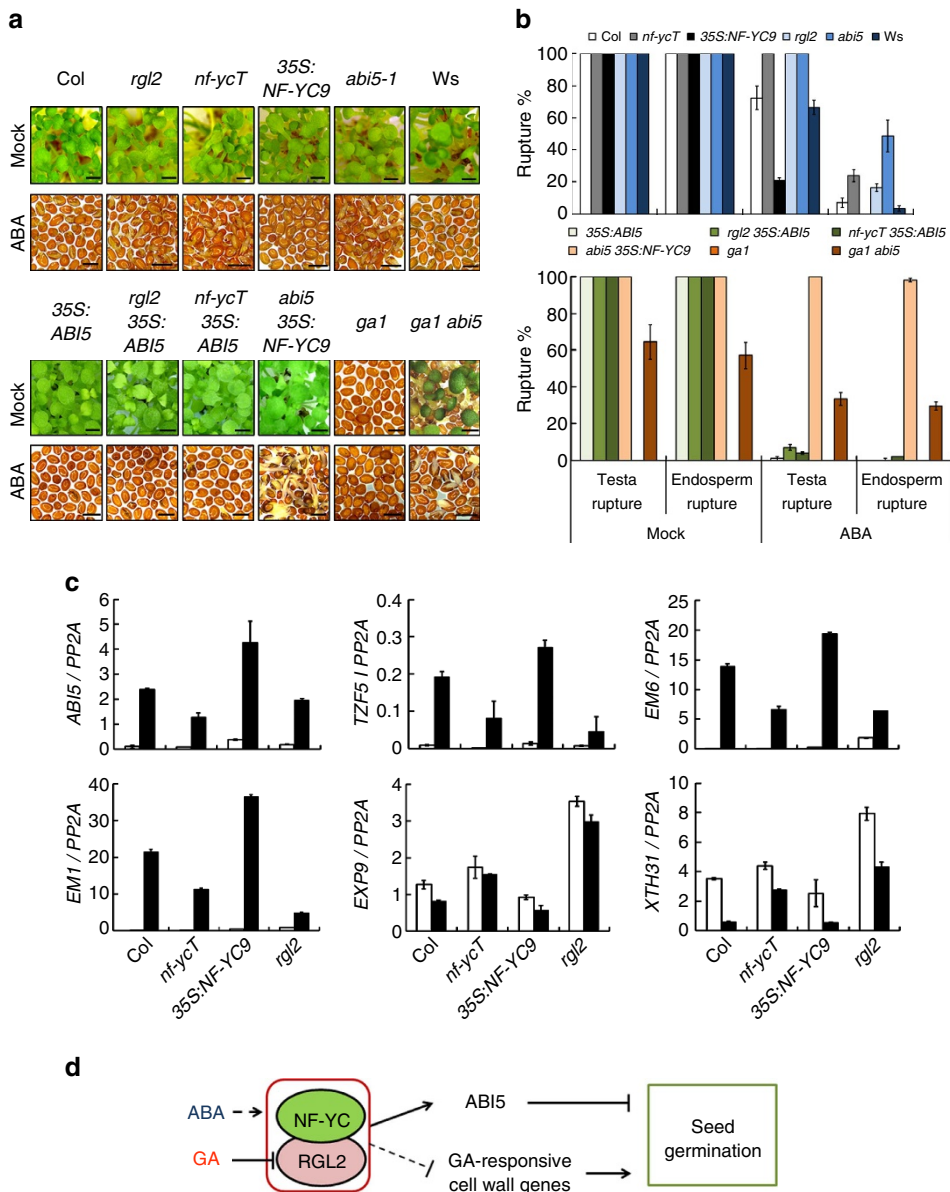 a
Col rgl2 nf-ycT 35S:NF-YC9 abi5-1 Ws
Mock
ABA
35S:ABI5 rgl2 35S:ABI5 nf-ycT 35S:ABI5 abi5 35S:NF-YC9 ga1 ga1 abi5
Mock
ABA
b
Col nf-ycT 35S:NF-YC9 rgl2 abi5 Ws
Rupture %
100
80
60
40
20
0
35S:ABI5 rgl2 35S:ABI5 nf-ycT 35S:ABI5
abi5 35S:NF-YC9 ga1 ga1 abi5
Rupture %
100
80
60
40
20
0
Testa rupture Endosperm rupture Testa rupture Endosperm rupture
Mock ABA
c
ABI5 / PP2A
6
5
4
3
2
1
0
TZF5 / PP2A
0.4
0.3
0.2
0.1
0
EM6 / PP2A
25
20
15
10
5
0
EM1 / PP2A
40
30
20
10
0
Col nf-ycT 35S:NF-YC9 rgl2
EXP9 / PP2A
4
3
2
1
0
Col nf-ycT 35S:NF-YC9 rgl2
XTH31 / PP2A
10
8
6
4
2
0
Col nf-ycT 35S:NF-YC9 rgl2
d
ABA
GA
NF-YC
RGL2
ABI5
GA-responsive
cell wall genes
Seed
germination